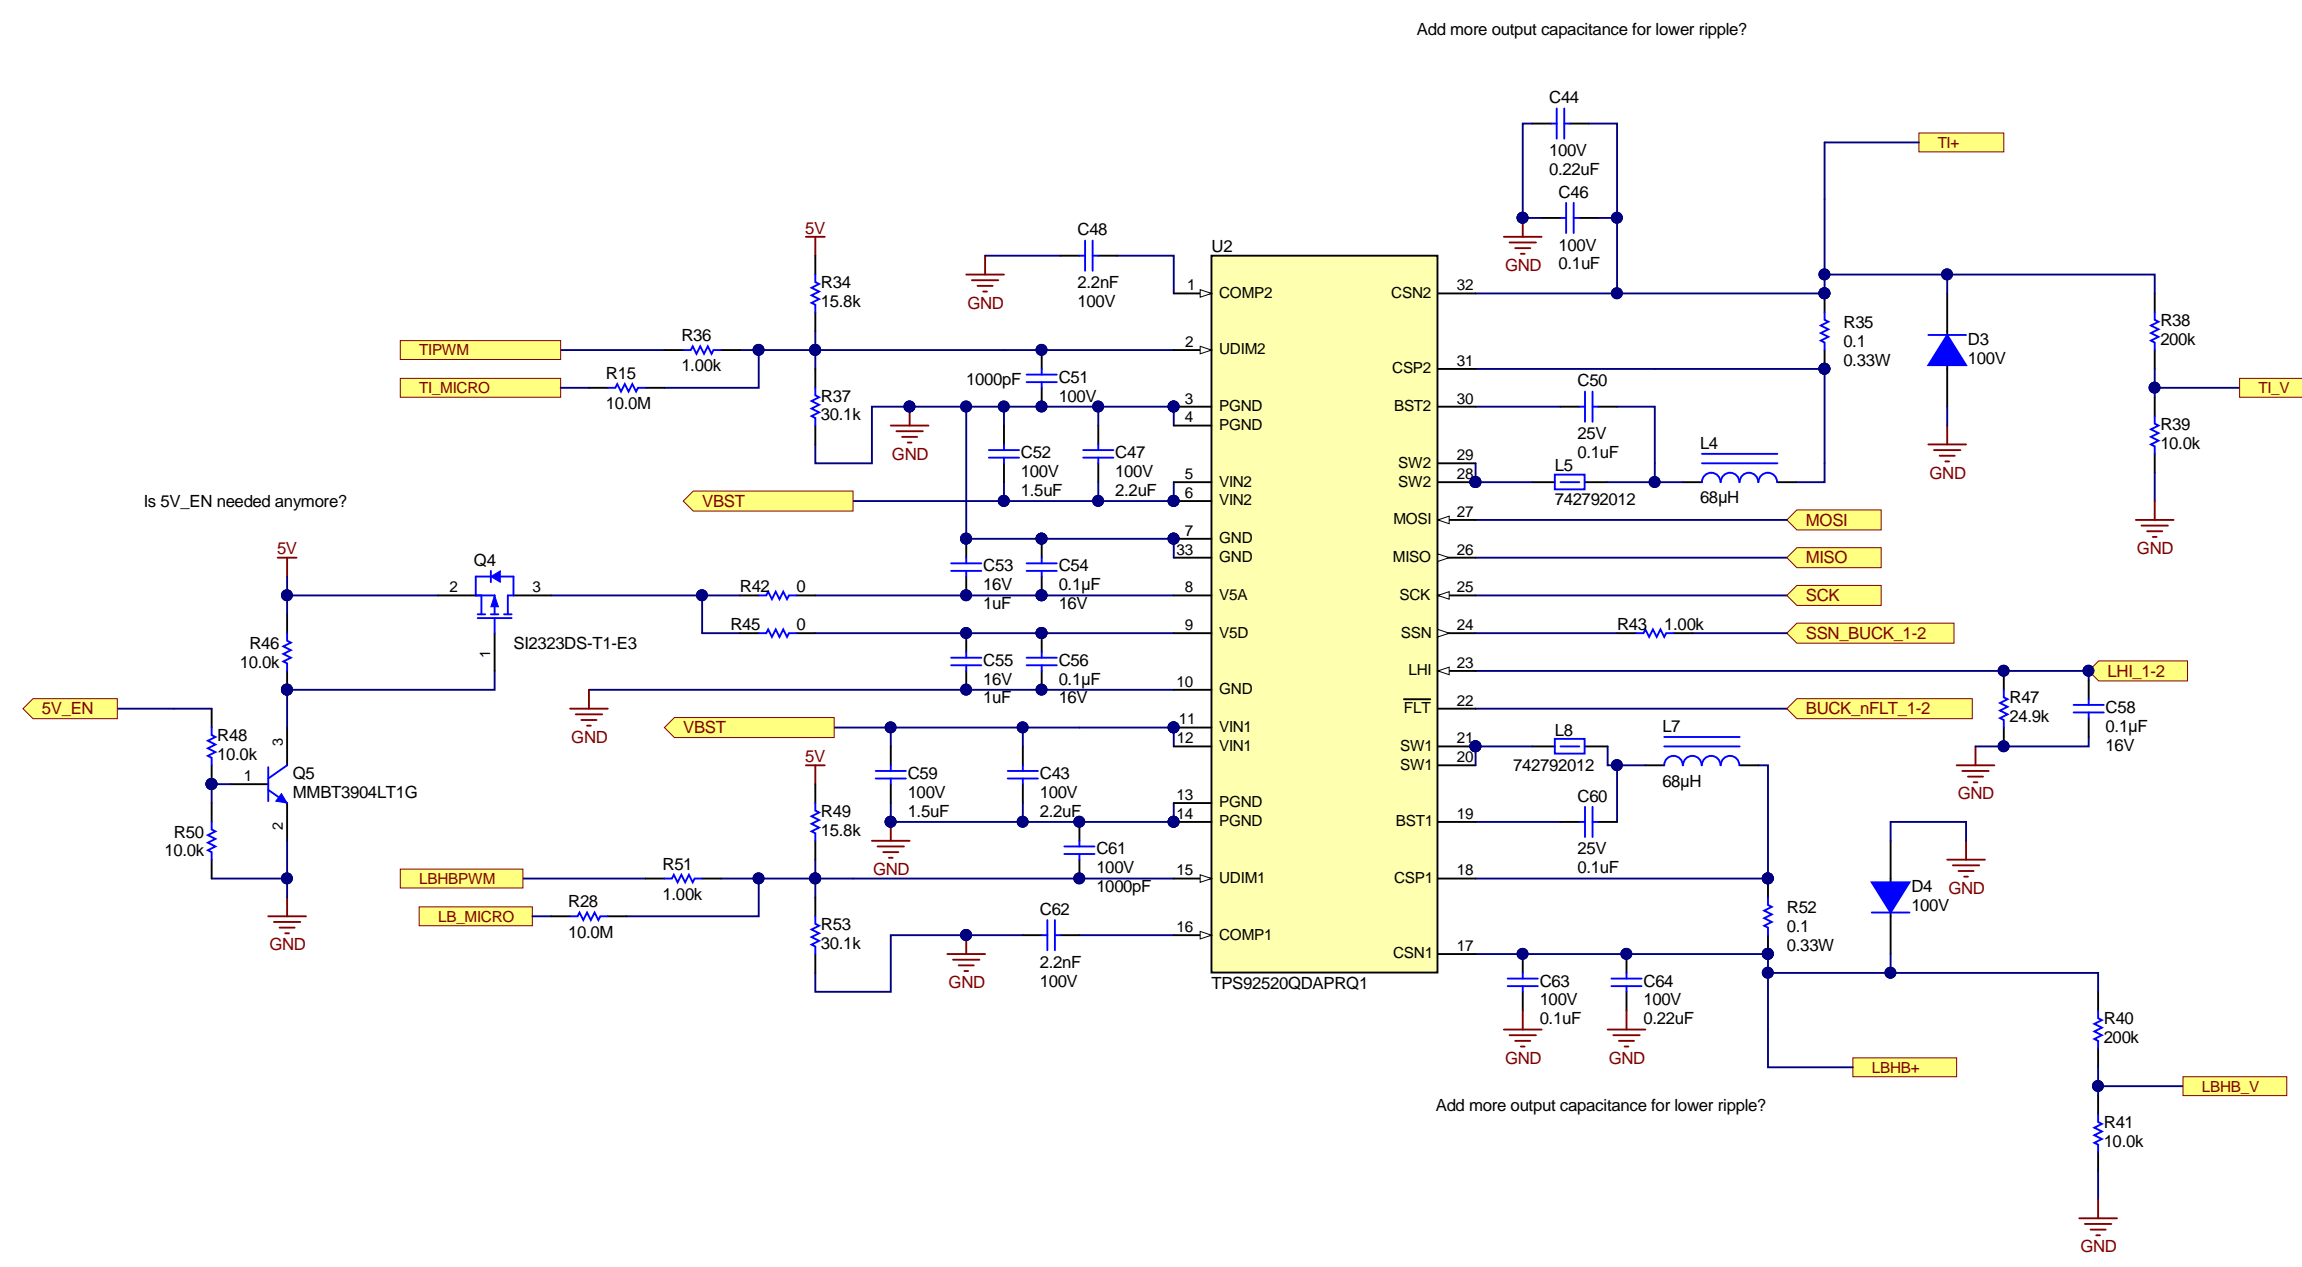 Add more output capacitance for lower ripple?
C44
100V
0.22uF
C46
100V
0.1uF
GND
TI+
5V
R34
15.8k
C48
2.2nF
100V
GND
U2
TIPWM
R36
1.00k
TI_MICRO
R15
10.0M
R37
30.1k
1000pF
C51
100V
GND
C52
100V
1.5uF
C47
100V
2.2uF
VBST
1
COMP2
2
UDIM2
3
PGND
4
PGND
5
VIN2
6
VIN2
7
GND
33
GND
8
V5A
9
V5D
10
GND
11
VIN1
12
VIN1
13
PGND
14
PGND
15
UDIM1
16
COMP1
CSN2
32
CSP2
31
BST2
30
SW2
29
SW2
28
MOSI
27
MISO
26
SCK
25
SSN
24
LHI
23
FLT
22
SW1
21
SW1
20
BST1
19
CSP1
18
CSN1
17
TPS92520QDAPRQ1
R35
0.1
0.33W
D3
100V
GND
R38
200k
TI_V
R39
10.0k
GND
C50
25V
0.1uF
L5
742792012
L4
68µH
MOSI
MISO
SCK
R43
1.00k
SSN_BUCK_1-2
LHI_1-2
R47
24.9k
C58
0.1µF
16V
GND
BUCK_nFLT_1-2
L8
742792012
L7
68µH
C60
25V
0.1uF
GND
D4
100V
R52
0.1
0.33W
C63
100V
0.1uF
GND
C64
100V
0.22uF
GND
LBHB+
R40
200k
LBHB_V
R41
10.0k
GND
Add more output capacitance for lower ripple?
Is 5V_EN needed anymore?
5V
Q4
2
3
1
SI2323DS-T1-E3
R46
10.0k
R42
0
R45
0
C53
16V
1uF
C54
0.1µF
16V
C55
16V
1uF
C56
0.1µF
16V
GND
5V_EN
R48
10.0k
1
3
2
Q5
MMBT3904LT1G
R50
10.0k
GND
VBST
5V
C59
100V
1.5uF
C43
100V
2.2uF
GND
R49
15.8k
C61
100V
1000pF
LBHBPWM
R51
1.00k
LB_MICRO
R28
10.0M
R53
30.1k
C62
2.2nF
100V
GND